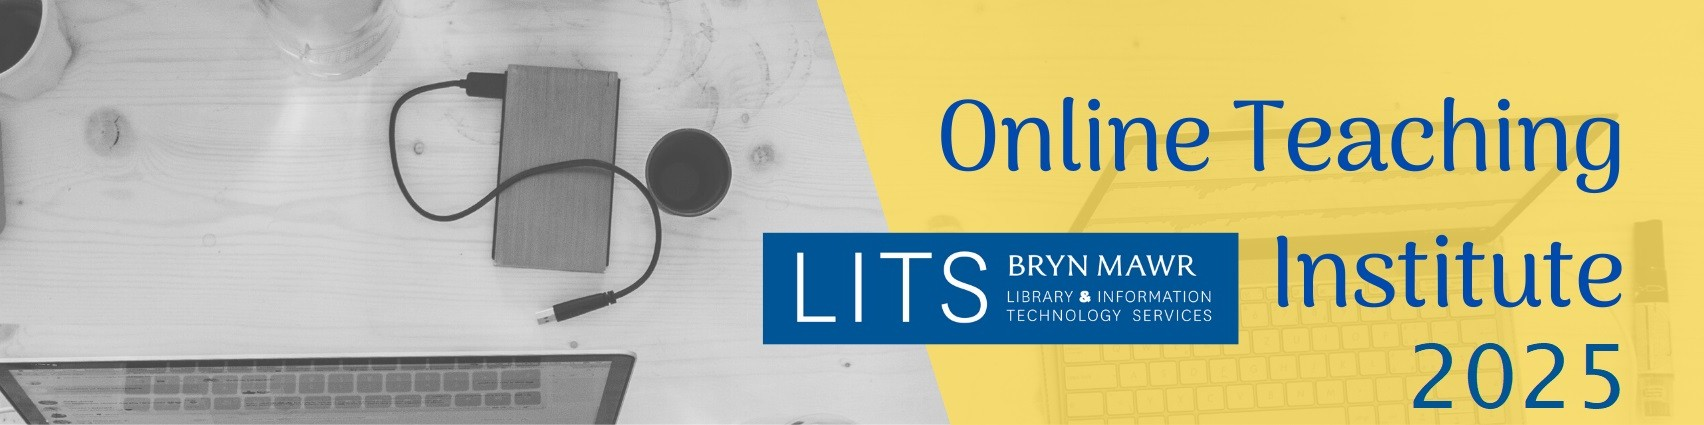 Online Teaching
Institute
2025
LITS
BRYN MAWR
LIBRARY & INFORMATION
TECHNOLOGY SERVICES